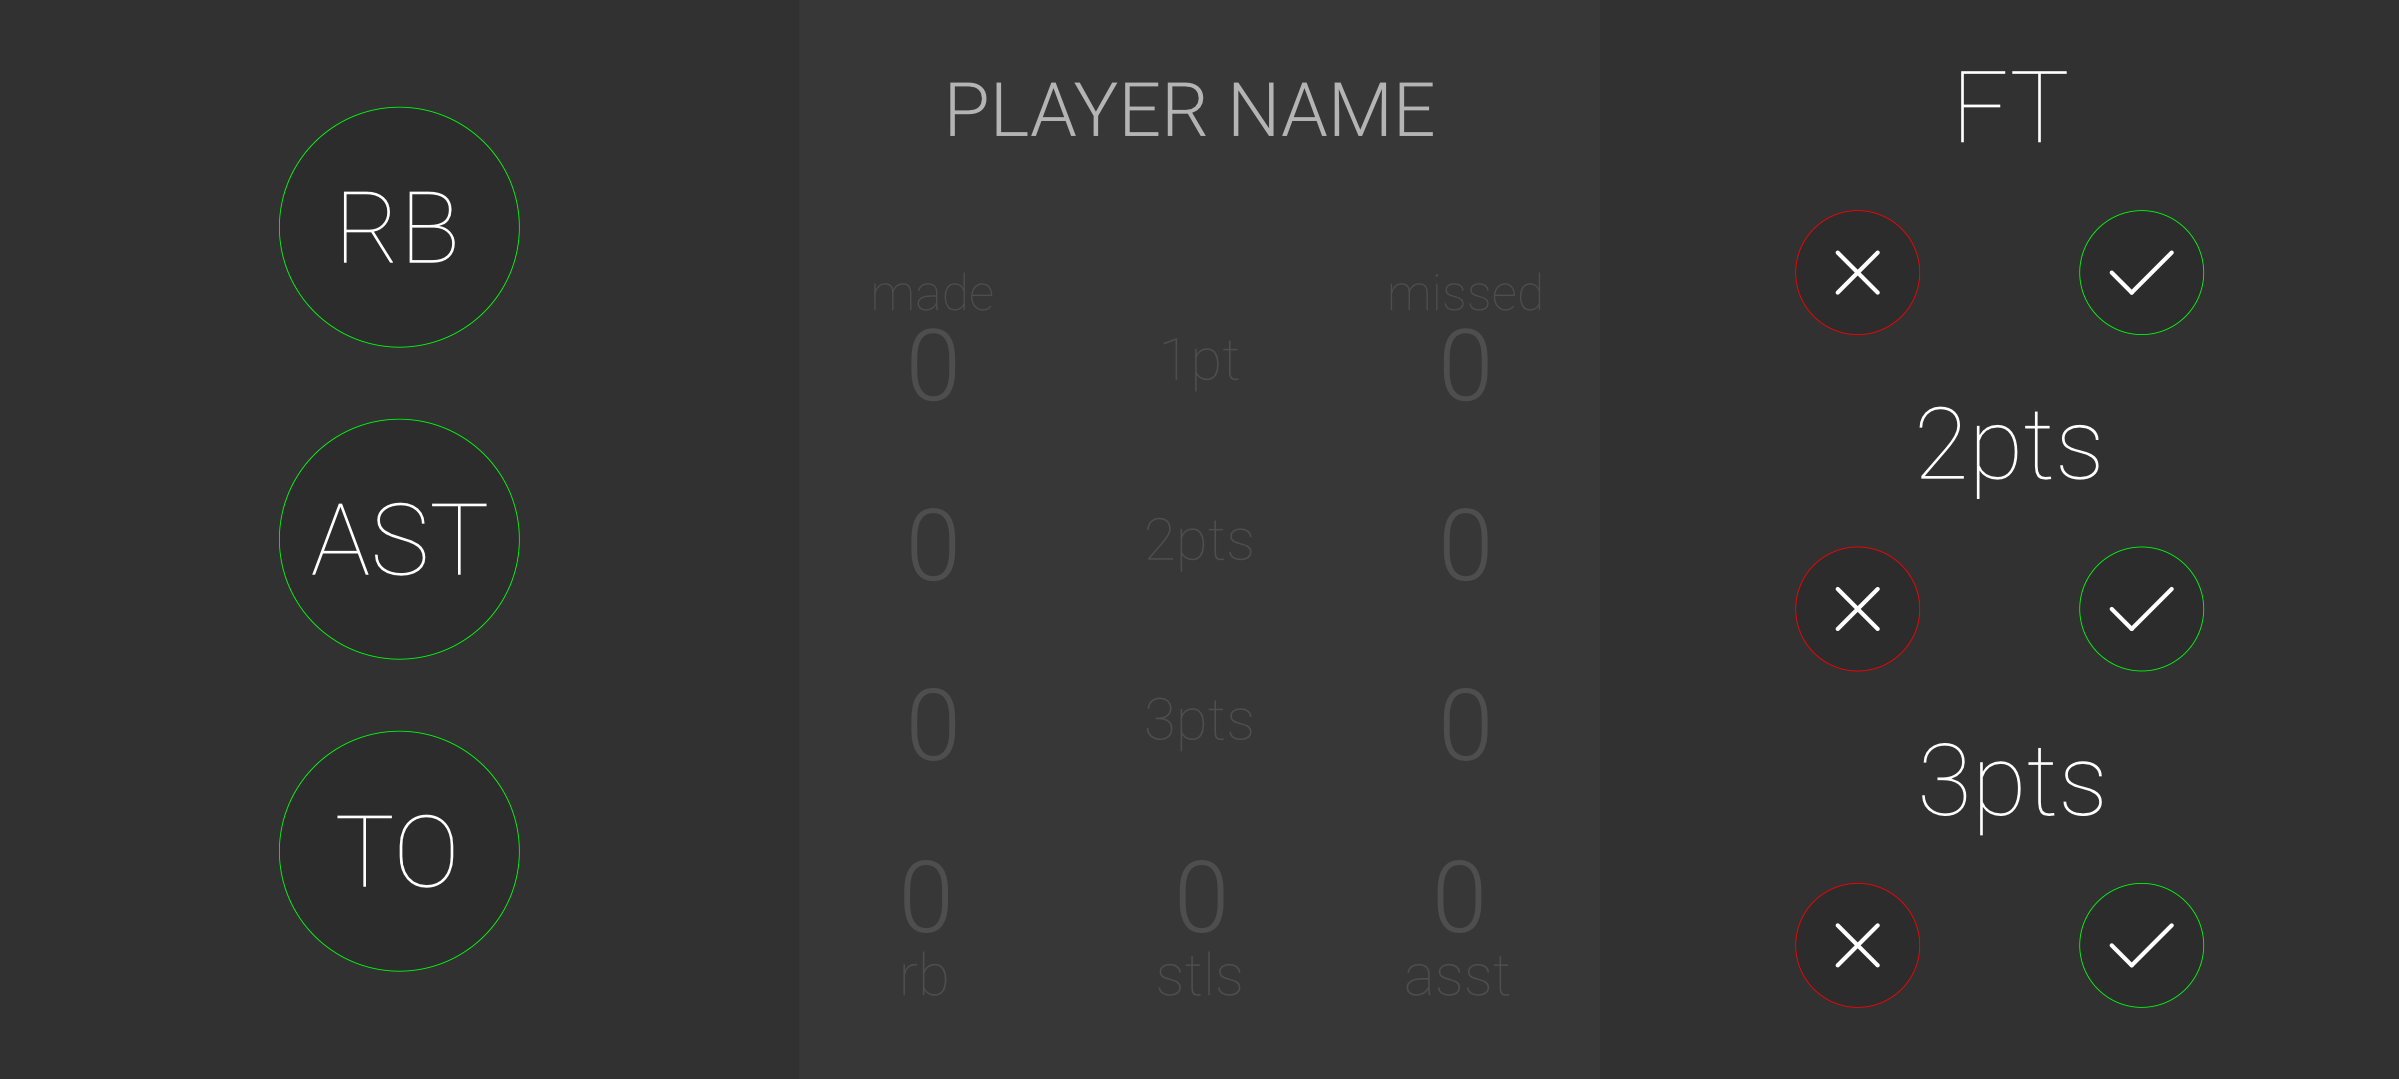 RB
AST
TO
PLAYER NAME
made missed
0 1pt 0
0 2pts 0
0 3pts 0
0 0 0
rb stls asst
FT
2pts
3pts